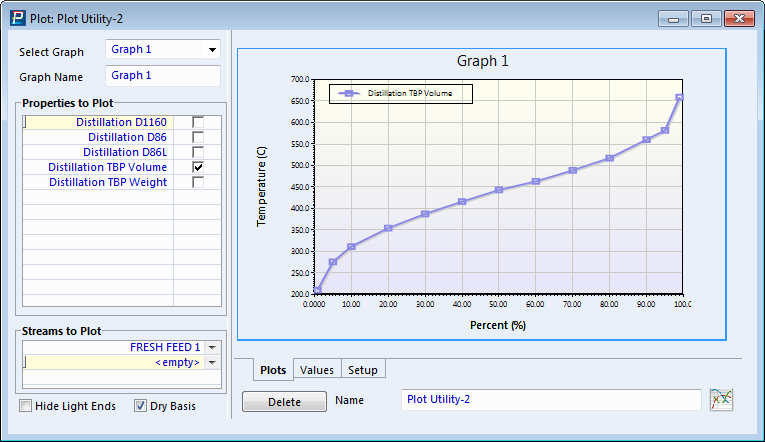 Plot: Plot Utility-2
Select Graph
Graph 1
Graph Name
Graph 1
Properties to Plot
Distillation D1160
Distillation D86
Distillation D86L
Distillation TBP Volume
Distillation TBP Weight
Streams to Plot
FRESH FEED 1
<empty>
Hide Light Ends
Dry Basis
Graph 1
Distillation TBP Volume
Temperature (C)
700.0
650.0
600.0
550.0
500.0
450.0
400.0
350.0
300.0
250.0
200.0
0.0000 10.00 20.00 30.00 40.00 50.00 60.00 70.00 80.00 90.00 100.0
Percent (%)
Plots Values Setup
Delete Name Plot Utility-2